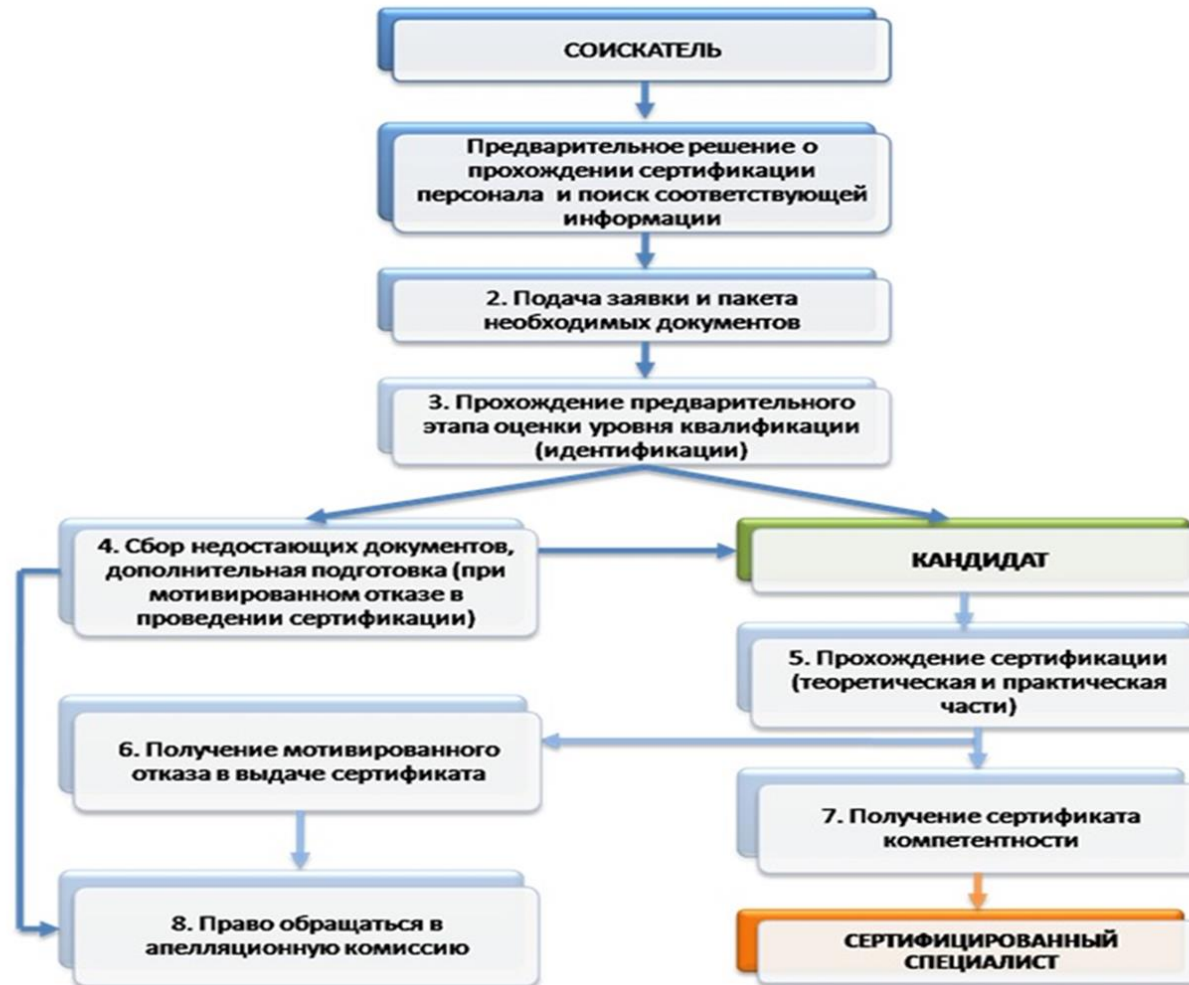 СОИСКАТЕЛЬ
Предварительное решение о
прохождении сертификации
персонала и поиск соответствующей
информации
2. Подача заявки и пакета
необходимых документов
3. Прохождение предварительного
этапа оценки уровня квалификации
(идентификации)
4. Сбор недостающих документов,
дополнительная подготовка (при
мотивированном отказе в
проведении сертификации)
КАНДИДАТ
5. Прохождение сертификации
(теоретическая и практическая
части)
6. Получение мотивированного
отказа в выдаче сертификата
7. Получение сертификата
компетентности
8. Право обращаться в
апелляционную комиссию
СЕРТИФИЦИРОВАННЫЙ
СПЕЦИАЛИСТ